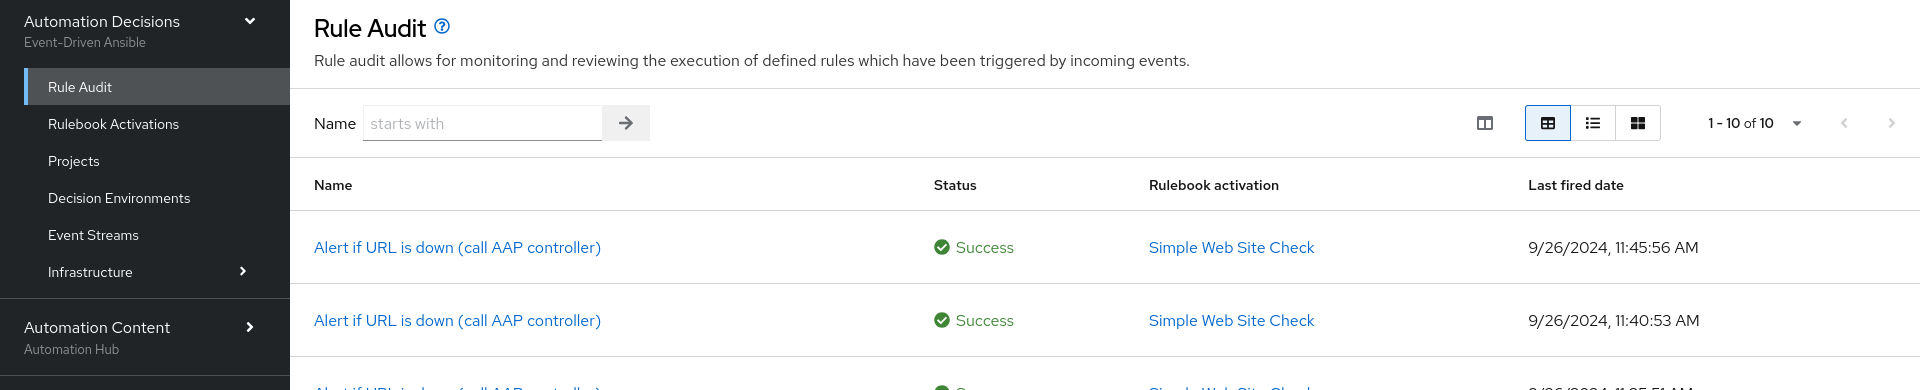 Automation Decisions
Event-Driven Ansible
Rule Audit
Rulebook Activations
Projects
Decision Environments
Event Streams
Infrastructure
Automation Content
Automation Hub
Rule Audit
Rule audit allows for monitoring and reviewing the execution of defined rules which have been triggered by incoming events.
Name starts with 1 - 10 of 10
Name Status Rulebook activation Last fired date
Alert if URL is down (call AAP controller) Success Simple Web Site Check 9/26/2024, 11:45:56 AM
Alert if URL is down (call AAP controller) Success Simple Web Site Check 9/26/2024, 11:40:53 AM